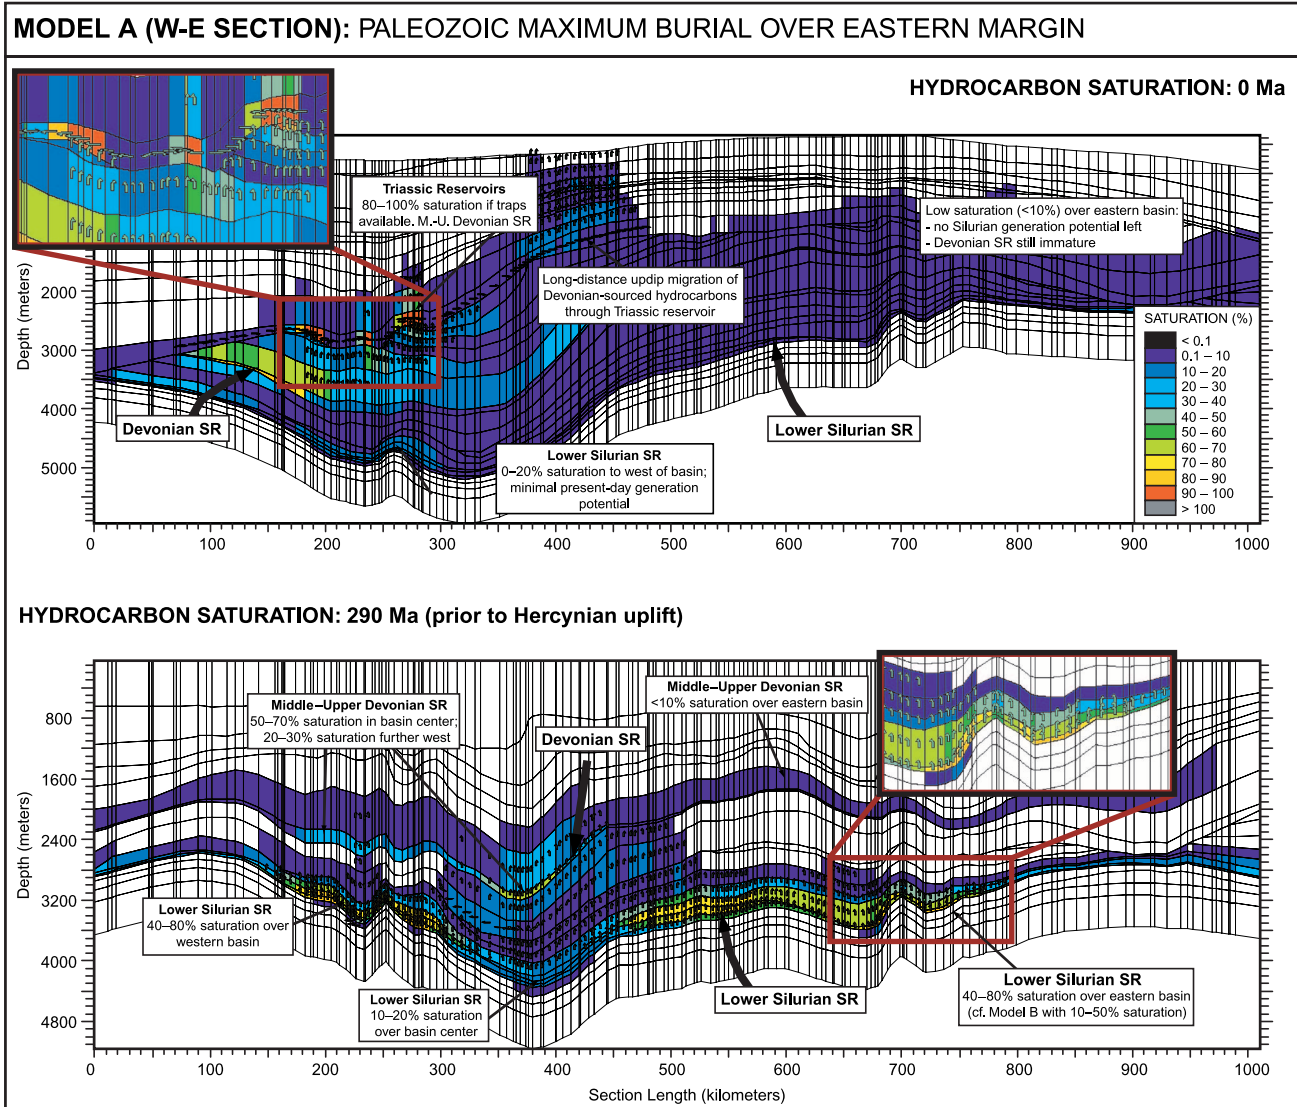 MODEL A (W-E SECTION): PALEOZOIC MAXIMUM BURIAL OVER EASTERN MARGIN
HYDROCARBON SATURATION: 0 Ma
Triassic Reservoirs
80–100% saturation if traps
available. M.-U. Devonian SR
Low saturation (<10%) over eastern basin:
- no Silurian generation potential left
- Devonian SR still immature
Long-distance updip migration of
Devonian-sourced hydrocarbons
through Triassic reservoir
Depth (meters)
2000
3000
4000
5000
Devonian SR
Lower Silurian SR
Lower Silurian SR
0–20% saturation to west of basin;
minimal present-day generation
potential
SATURATION (%)
< 0.1
0.1 – 10
10 – 20
20 – 30
30 – 40
40 – 50
50 – 60
60 – 70
70 – 80
80 – 90
90 – 100
> 100
0 100 200 300 400 500 600 700 800 900 1000
HYDROCARBON SATURATION: 290 Ma (prior to Hercynian uplift)
Middle–Upper Devonian SR
50–70% saturation in basin center;
20–30% saturation further west
Devonian SR
Middle–Upper Devonian SR
<10% saturation over eastern basin
Depth (meters)
800
1600
2400
3200
4000
4800
Lower Silurian SR
40–80% saturation over
western basin
Lower Silurian SR
10–20% saturation
over basin center
Lower Silurian SR
Lower Silurian SR
40–80% saturation over eastern basin
(cf. Model B with 10–50% saturation)
0 100 200 300 400 500 600 700 800 900 1000
Section Length (kilometers)